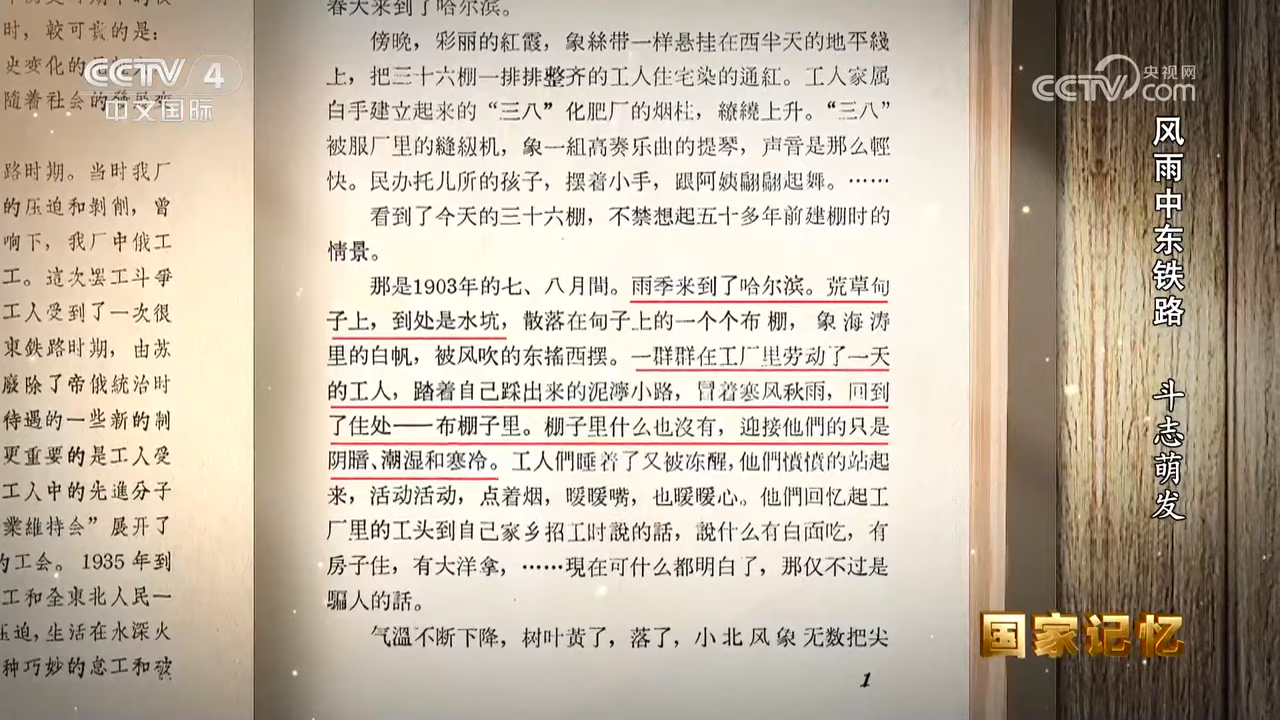 时，較可貴的是：
史变化的
随着社会的
路时期。当时我厂
的压迫和剝削，曾
响下，我厂中俄工
工。這次罢工斗爭
工人受到了一次很
東鉄路时期，由苏
廢除了帝俄統治时
待遇的一些新的制
更重要的是工人受
工人中的先進分子
業維持会”展开了
的工会。1935年到
工和全東北人民一
压迫，生活在水深火
种巧妙的怠工和破
CCTV 4
中文国际
春天来到了哈尔滨。
傍晚，彩丽的紅霞，象絲带一样悬挂在西半天的地平綫
上，把三十六棚一排排整齐的工人住宅染的通紅。工人家属
白手建立起来的“三八”化肥厂的烟柱，繚繞上升。“三八”
被服厂里的縫級机，象一組高奏乐曲的提琴，声音是那么輕
快。民办托儿所的孩子，摆着小手，跟阿姨翩翩起舞。……
看到了今天的三十六棚，不禁想起五十多年前建棚时的
情景。
那是1903年的七、八月間。雨季来到了哈尔滨。荒草甸
子上，到处是水坑，散落在甸子上的一个个布棚，象海涛
里的白帆，被风吹的东搖西摆。一群群在工厂里劳动了一天
的工人，踏着自己踩出来的泥濘小路，冒着寒风秋雨，回到
了住处——布棚子里。棚子里什么也沒有，迎接他們的只是
阴暗、潮湿和寒冷。工人們睡着了又被冻醒，他們憤憤的站起
来，活动活动，点着烟，暖暖嘴，也暖暖心。他們回忆起工
厂里的工头到自己家乡招工时說的話，說什么有白面吃，有
房子住，有大洋拿，……現在可什么都明白了，那仅不过是
騙人的話。
气溫不断下降，树叶黃了，落了，小北风象无数把尖
1
CCTV 央视网
com
风雨中东铁路 斗志萌发
国家记忆